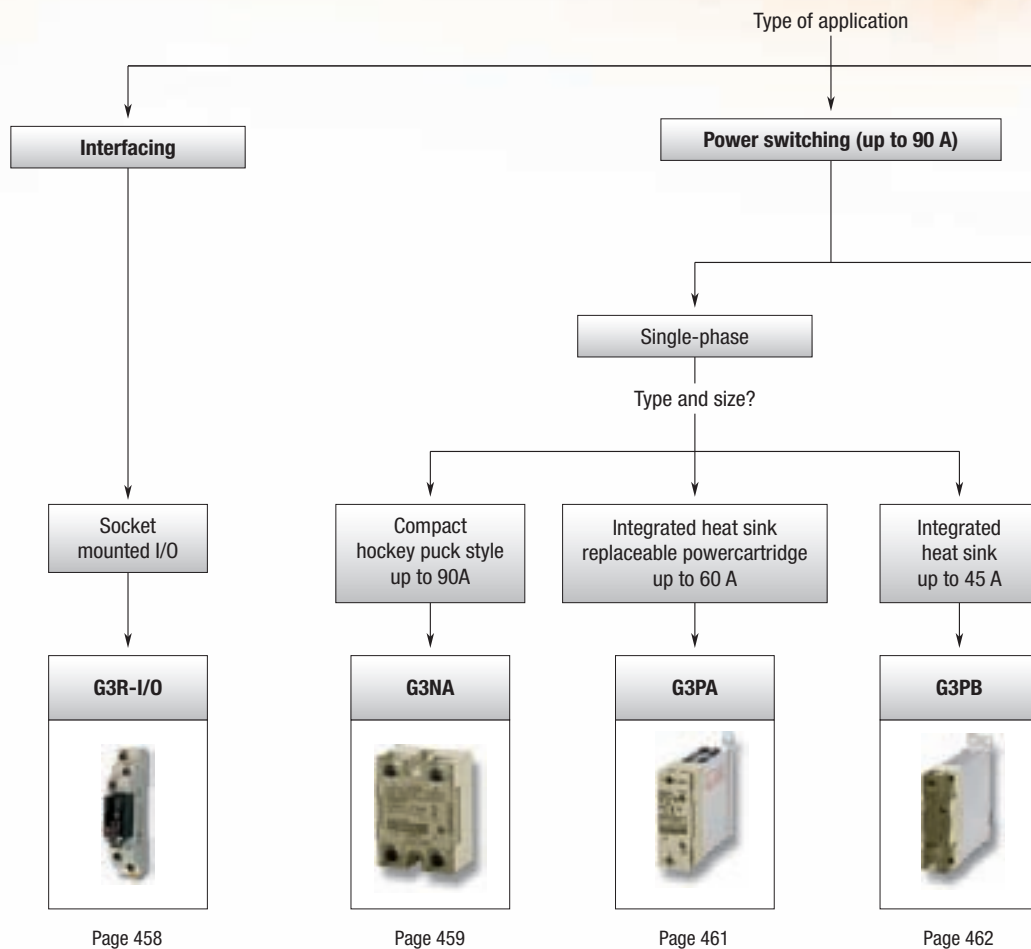 Type of application
Interfacing
Power switching (up to 90 A)
Single-phase
Type and size?
Socket
mounted I/O
Compact
hockey puck style
up to 90A
Integrated heat sink
replaceable powercartridge
up to 60 A
Integrated
heat sink
up to 45 A
G3R-I/O
G3NA
G3PA
G3PB
Page 458
Page 459
Page 461
Page 462